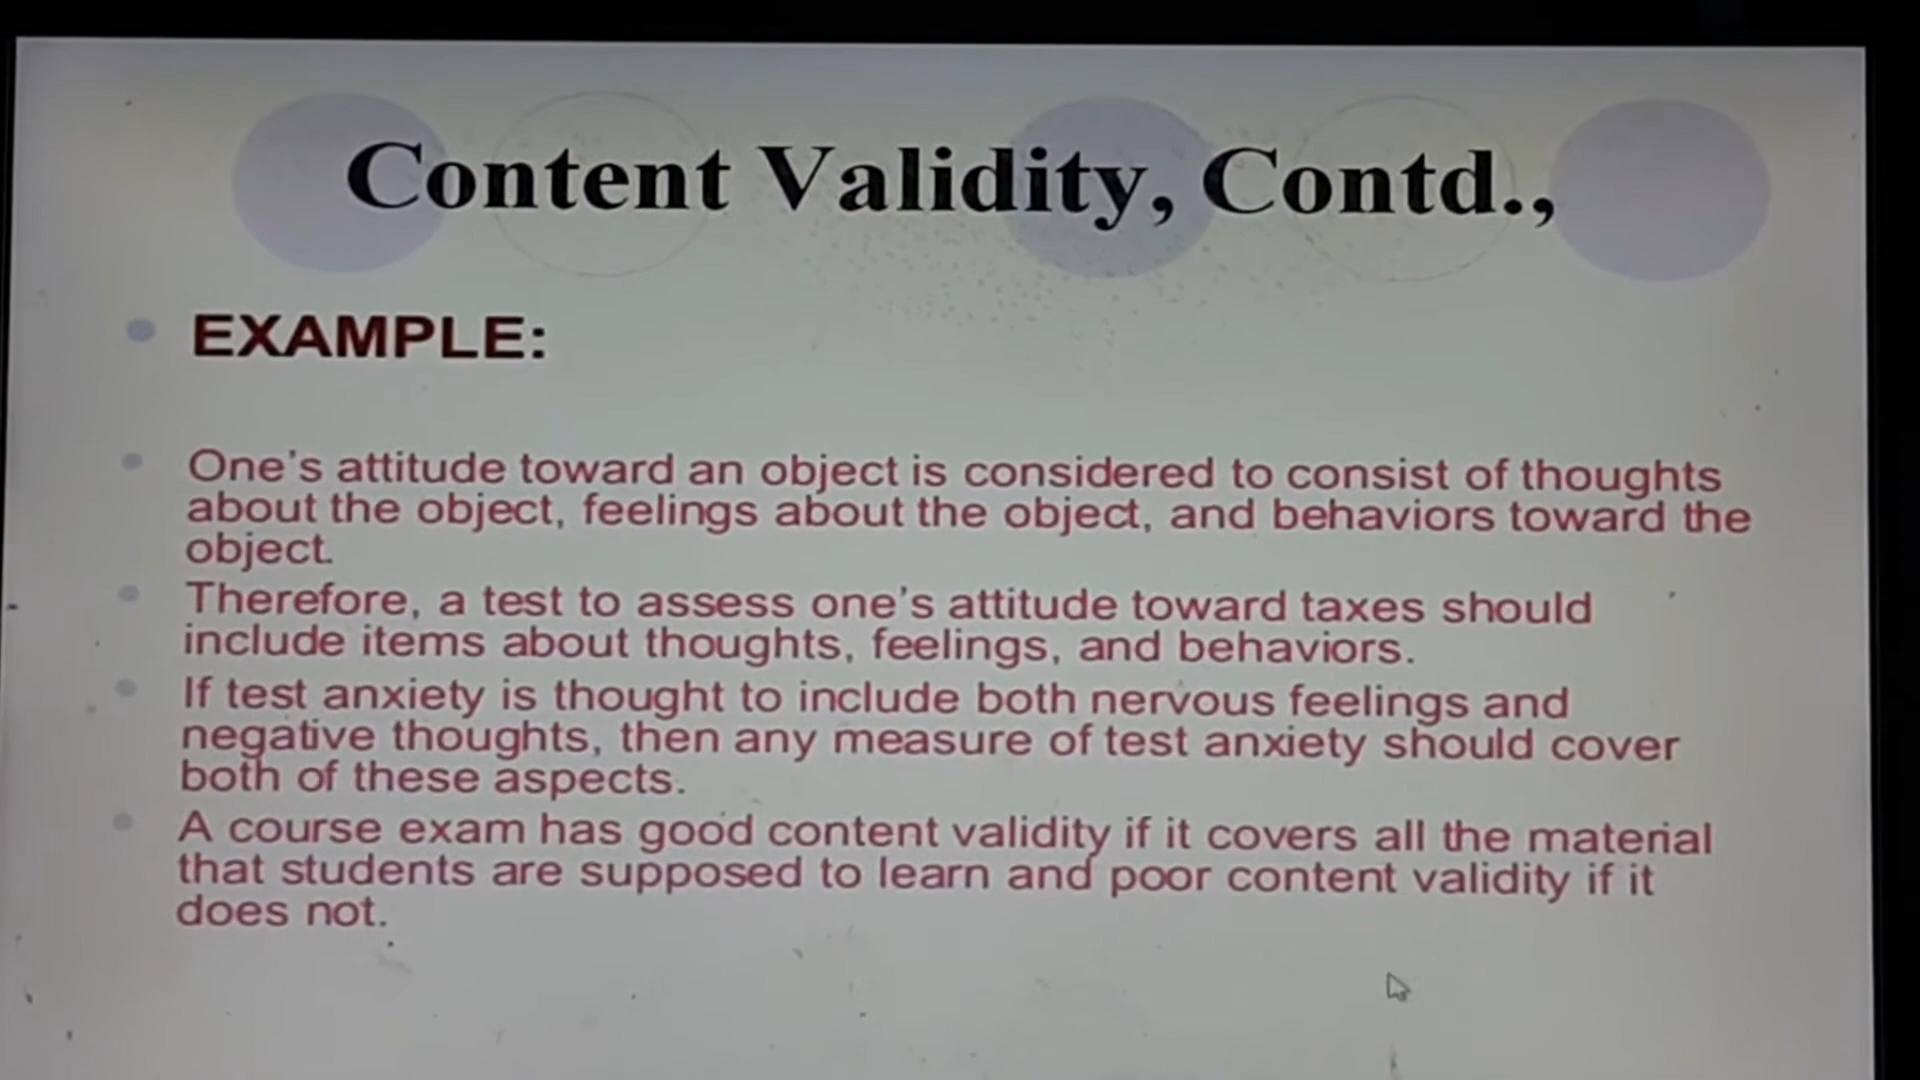 Content Validity, Contd.,
EXAMPLE:
One's attitude toward an object is considered to consist of thoughts
about the object, feelings about the object, and behaviors toward the
object.
Therefore, a test to assess one's attitude toward taxes should
include items about thoughts, feelings, and behaviors.
If test anxiety is thought to include both nervous feelings and
negative thoughts, then any measure of test anxiety should cover
both of these aspects.
A course exam has good content validity if it covers all the material
that students are supposed to learn and poor content validity if it
does not.